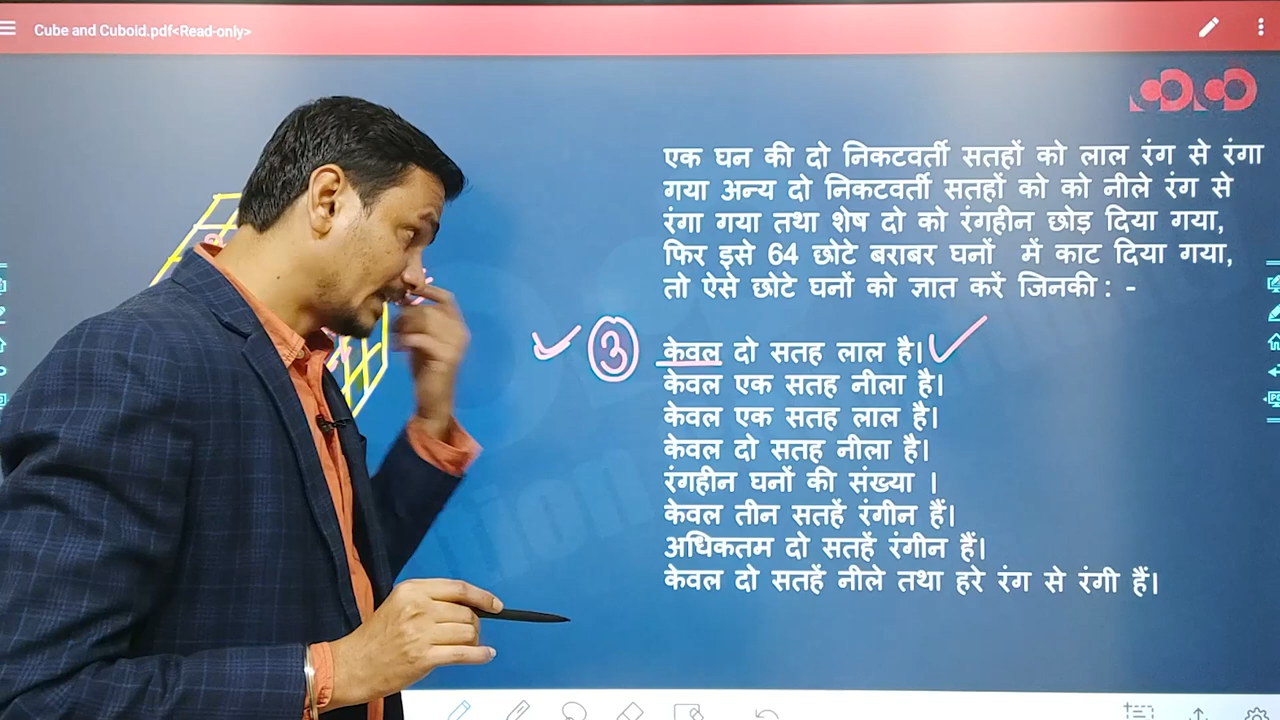 Cube and Cuboid.pdf<Read-only>
एक घन की दो निकटवर्ती सतहों को लाल रंग से रंगा
गया अन्य दो निकटवर्ती सतहों को को नीले रंग से
रंगा गया तथा शेष दो को रंगहीन छोड़ दिया गया,
फिर इसे 64 छोटे बराबर घनों में काट दिया गया,
तो ऐसे छोटे घनों को ज्ञात करें जिनकी : -
3 केवल दो सतह लाल है।
केवल एक सतह नीला है।
केवल एक सतह लाल है।
केवल दो सतह नीला है।
रंगहीन घनों की संख्या ।
केवल तीन सतहें रंगीन हैं।
अधिकतम दो सतहें रंगीन हैं।
केवल दो सतहें नीले तथा हरे रंग से रंगी हैं।